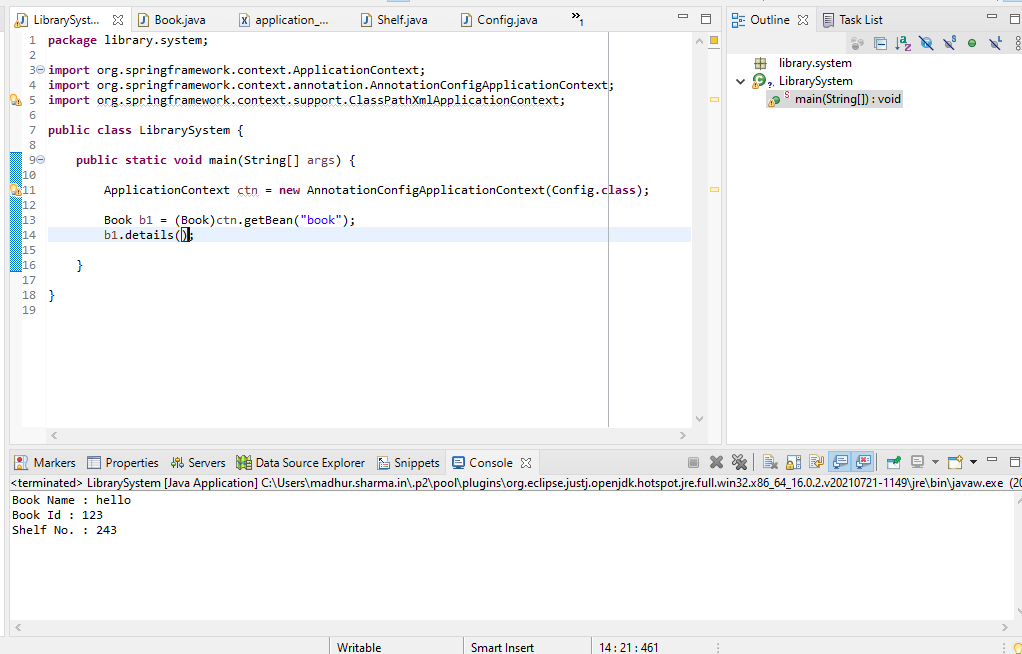 LibrarySyst...
Book.java
application_...
Shelf.java
Config.java
»1
Outline
Task List
1 package library.system;
2
3 import org.springframework.context.ApplicationContext;
4 import org.springframework.context.annotation.AnnotationConfigApplicationContext;
5 import org.springframework.context.support.ClassPathXmlApplicationContext;
6
7 public class LibrarySystem {
8
9 public static void main(String[] args) {
10
11 ApplicationContext ctn = new AnnotationConfigApplicationContext(Config.class);
12
13 Book b1 = (Book)ctn.getBean("book");
14 b1.details();
15
16 }
17
18 }
19
library.system
LibrarySystem
main(String[]) : void
Markers
Properties
Servers
Data Source Explorer
Snippets
Console
<terminated> LibrarySystem [Java Application] C:\Users\madhur.sharma.in\.p2\pool\plugins\org.eclipse.justj.openjdk.hotspot.jre.full.win32.x86_64_16.0.2.v20210721-1149\jre\bin\javaw.exe (20
Book Name : hello
Book Id : 123
Shelf No. : 243
Writable
Smart Insert
14 : 21 : 461